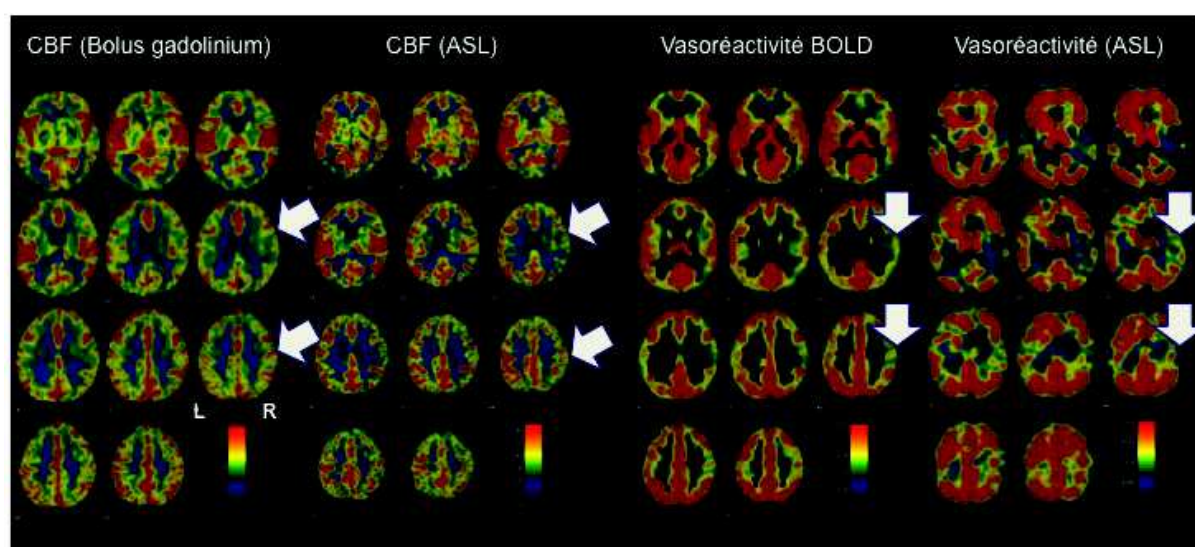 CBF (Bolus gadolinium)
CBF (ASL)
Vasoréactivité BOLD
Vasoréactivité (ASL)
L
R